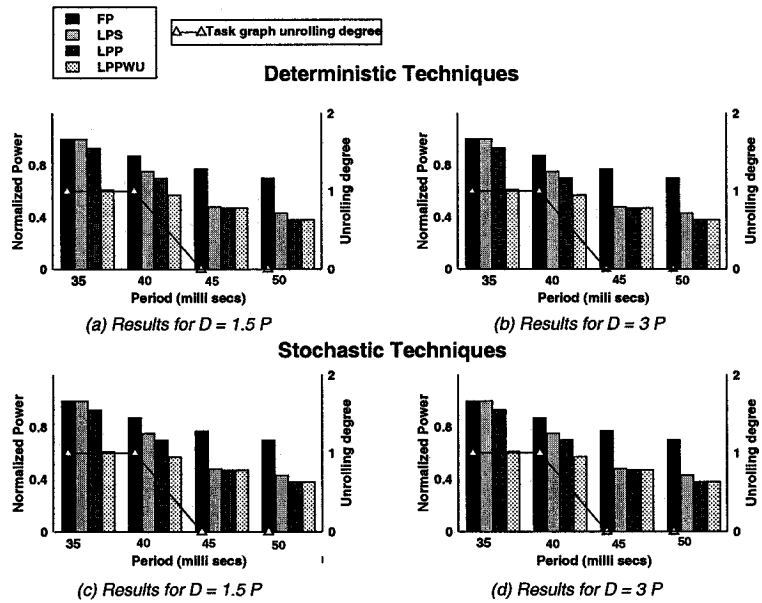 FP
LPS
LPP
LPPWU
Task graph unrolling degree
Deterministic Techniques
Normalized Power
0.8
0.4
0
2
1
0
Unrolling degree
35 40 45 50
Period (milli secs)
(a) Results for D = 1.5 P
Normalized Power
0.8
0.4
0
2
1
0
Unrolling degree
35 40 45 50
Period (milli secs)
(b) Results for D = 3 P
Stochastic Techniques
Normalized Power
0.8
0.4
0
2
1
0
Unrolling degree
35 40 45 50
Period (milli secs)
(c) Results for D = 1.5 P
Normalized Power
0.8
0.4
0
2
1
0
Unrolling degree
35 40 45 50
Period (milli secs)
(d) Results for D = 3 P